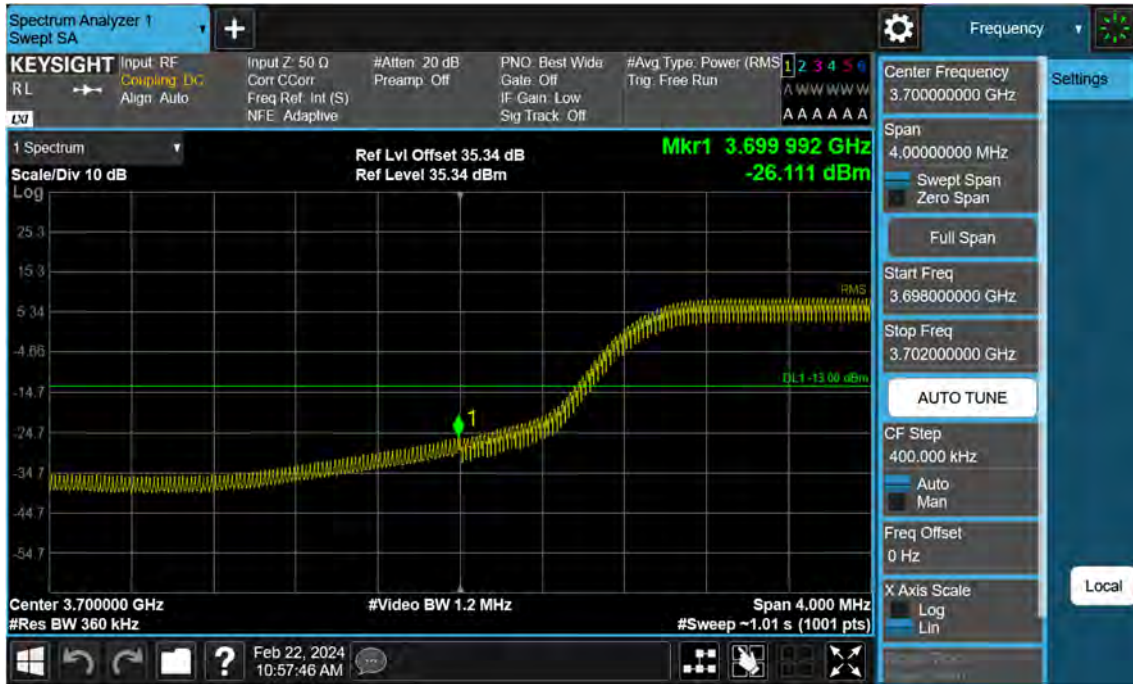 Spectrum Analyzer 1
Swept SA
Frequency
KEYSIGHT
RL
LXI
Input: RF
Coupling: DC
Align: Auto
Input Z: 50 Ω
Corr CCorr
Freq Ref: Int (S)
NFE: Adaptive
#Atten: 20 dB
Preamp: Off
PNO: Best Wide
Gate: Off
IF Gain: Low
Sig Track: Off
#Avg Type: Power (RMS
Trig: Free Run
1 2 3 4 5 6
A W W W W W
A A A A A A
1 Spectrum
Scale/Div 10 dB
Ref Lvl Offset 35.34 dB
Ref Level 35.34 dBm
Mkr1 3.699 992 GHz
-26.111 dBm
Log
25.3
15.3
5.34
-4.66
-14.7
-24.7
-34.7
-44.7
-54.7
RMS
DL1 -13.00 dBm
1
Center 3.700000 GHz
#Res BW 360 kHz
#Video BW 1.2 MHz
Span 4.000 MHz
#Sweep ~1.01 s (1001 pts)
Center Frequency
3.700000000 GHz
Span
4.00000000 MHz
Swept Span
Zero Span
Full Span
Start Freq
3.698000000 GHz
Stop Freq
3.702000000 GHz
AUTO TUNE
CF Step
400.000 kHz
Auto
Man
Freq Offset
0 Hz
X Axis Scale
Log
Lin
Settings
Local
?
Feb 22, 2024
10:57:46 AM